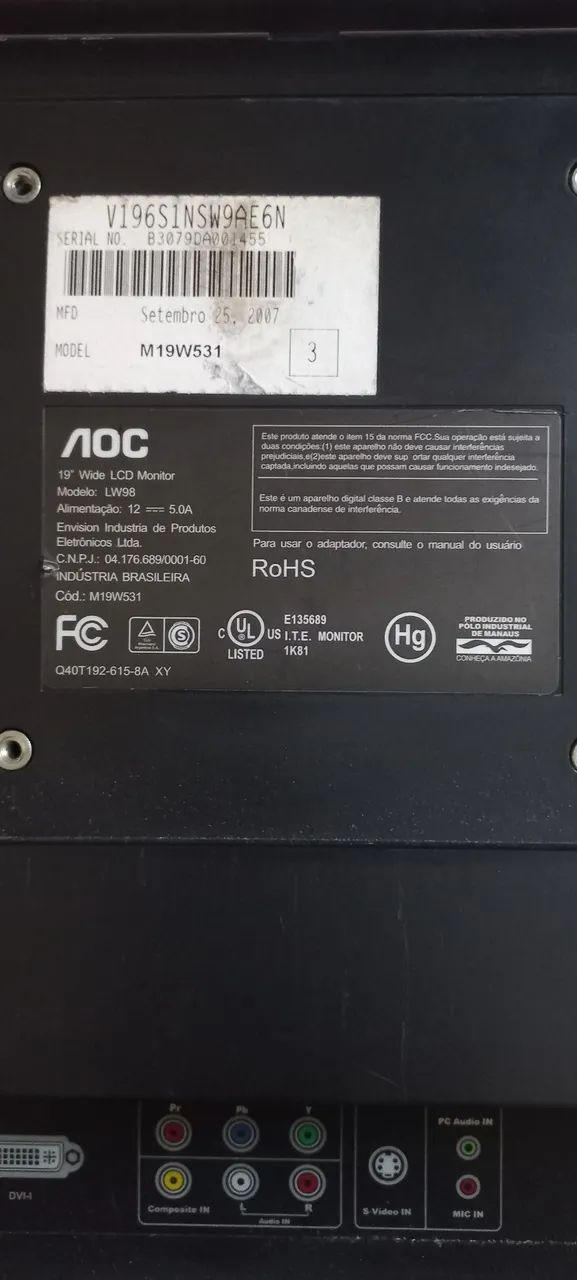 V196S1NSW9AE6N
SERIAL NO. B3079DA001455
MFD Setembro 25, 2007
MODEL M19W531
3
AOC
19" Wide LCD Monitor
Modelo: LW98
Alimentação: 12 ⎓ 5.0A
Envision Industria de Produtos
Eletrônicos Ltda.
C.N.P.J.: 04.176.689/0001-60
INDÚSTRIA BRASILEIRA
Cód.: M19W531
Este produto atende o item 15 da norma FCC.Sua operação está sujeita a
duas condições:(1) este aparelho não deve causar interferências
prejudiciais,e(2)este aparelho deve sup ortar qualquer interferência
captada,incluindo aquelas que possam causar funcionamento indesejado.
Este é um aparelho digital classe B e atende todas as exigências da
norma canadense de interferência.
Para usar o adaptador, consulte o manual do usuário
RoHS
FC
S
C UL US
LISTED
E135689
I.T.E. MONITOR
1K81
Hg
PRODUZIDO NO
PÓLO INDUSTRIAL
DE MANAUS
CONHEÇA A AMAZÔNIA
Q40T192-615-8A XY
DVI-I
Pr Pb Y
Composite IN L R
Audio IN
S-Video IN
PC Audio IN
MIC IN